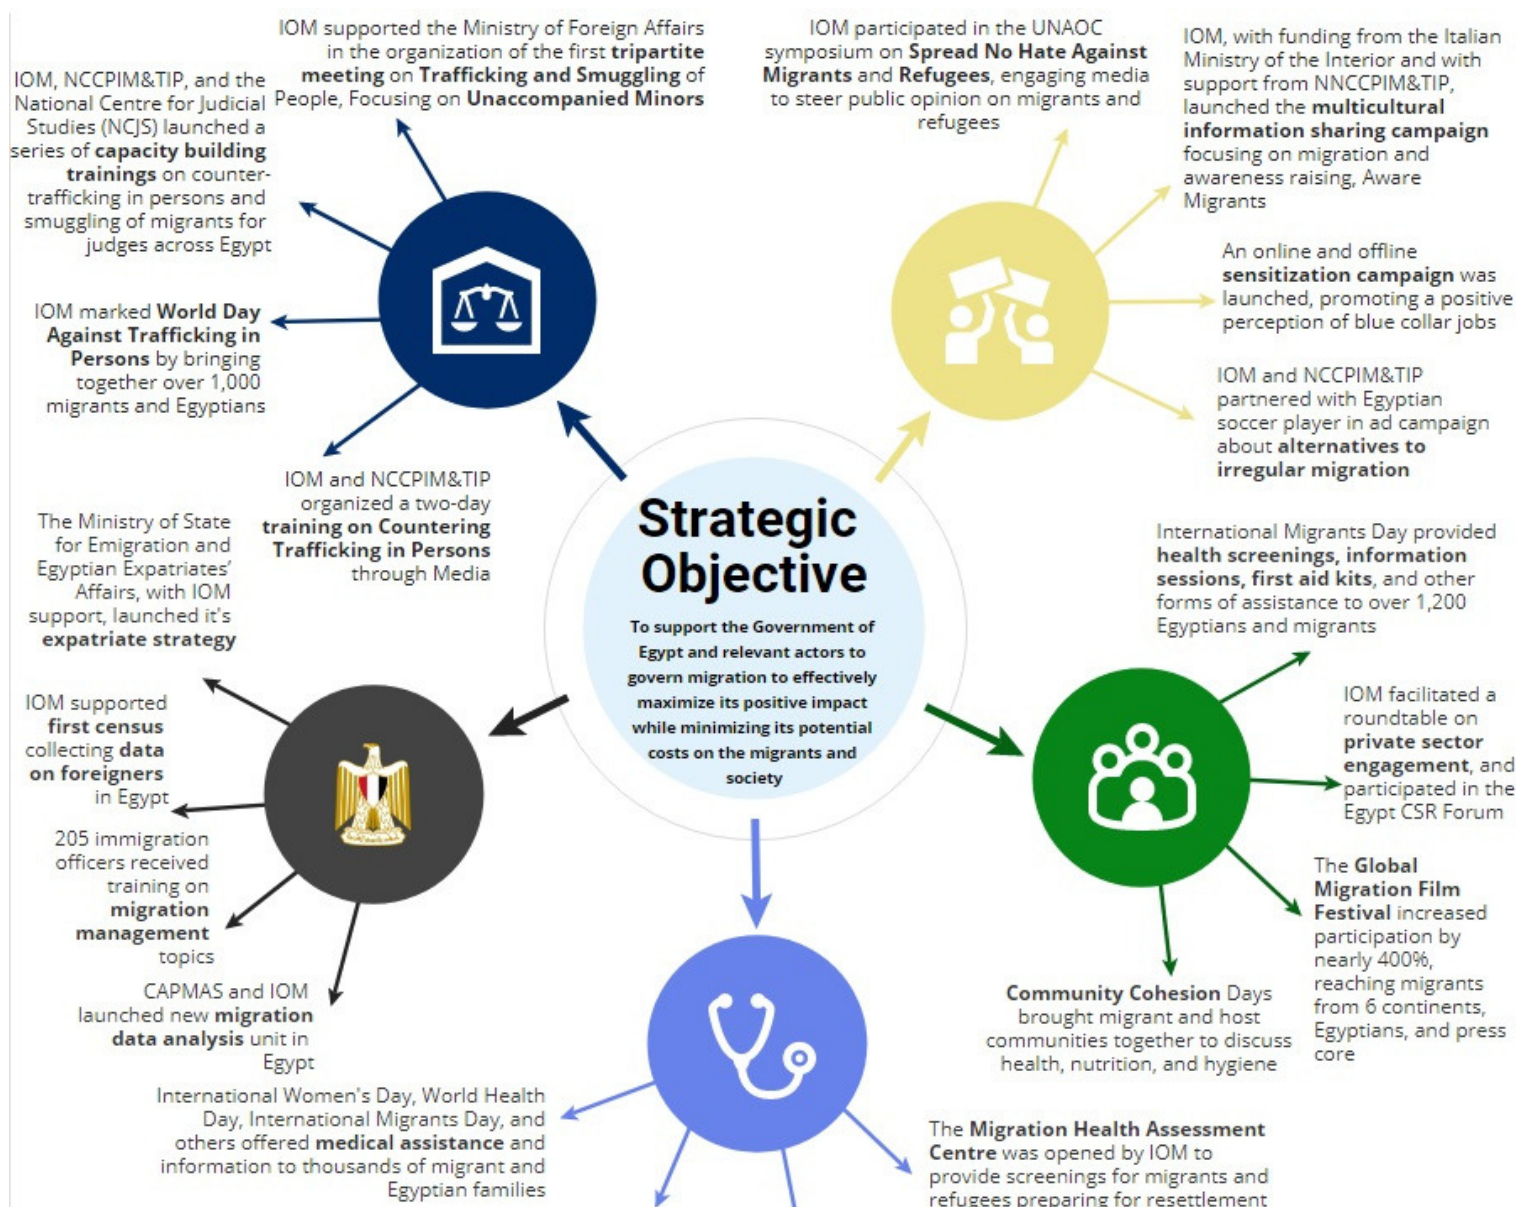 IOM supported the Ministry of Foreign Affairs
in the organization of the first tripartite
meeting on Trafficking and Smuggling of
People, Focusing on Unaccompanied Minors
IOM, NCCPIM&TIP, and the
National Centre for Judicial
Studies (NCJS) launched a
series of capacity building
trainings on counter-
trafficking in persons and
smuggling of migrants for
judges across Egypt
IOM marked World Day
Against Trafficking in
Persons by bringing
together over 1,000
migrants and Egyptians
IOM and NCCPIM&TIP
organized a two-day
training on Countering
Trafficking in Persons
through Media
IOM participated in the UNAOC
symposium on Spread No Hate Against
Migrants and Refugees, engaging media
to steer public opinion on migrants and
refugees
IOM, with funding from the Italian
Ministry of the Interior and with
support from NNCCPIM&TIP,
launched the multicultural
information sharing campaign
focusing on migration and
awareness raising, Aware
Migrants
An online and offline
sensitization campaign was
launched, promoting a positive
perception of blue collar jobs
IOM and NCCPIM&TIP
partnered with Egyptian
soccer player in ad campaign
about alternatives to
irregular migration
Strategic
Objective
To support the Government of
Egypt and relevant actors to
govern migration to effectively
maximize its positive impact
while minimizing its potential
costs on the migrants and
society
The Ministry of State
for Emigration and
Egyptian Expatriates'
Affairs, with IOM
support, launched it's
expatriate strategy
IOM supported
first census
collecting data
on foreigners
in Egypt
205 immigration
officers received
training on
migration
management
topics
CAPMAS and IOM
launched new migration
data analysis unit in
Egypt
International Migrants Day provided
health screenings, information
sessions, first aid kits, and other
forms of assistance to over 1,200
Egyptians and migrants
IOM facilitated a
roundtable on
private sector
engagement, and
participated in the
Egypt CSR Forum
The Global
Migration Film
Festival increased
participation by
nearly 400%,
reaching migrants
from 6 continents,
Egyptians, and press
core
Community Cohesion Days
brought migrant and host
communities together to discuss
health, nutrition, and hygiene
International Women's Day, World Health
Day, International Migrants Day, and
others offered medical assistance and
information to thousands of migrant and
Egyptian families
The Migration Health Assessment
Centre was opened by IOM to
provide screenings for migrants and
refugees preparing for resettlement